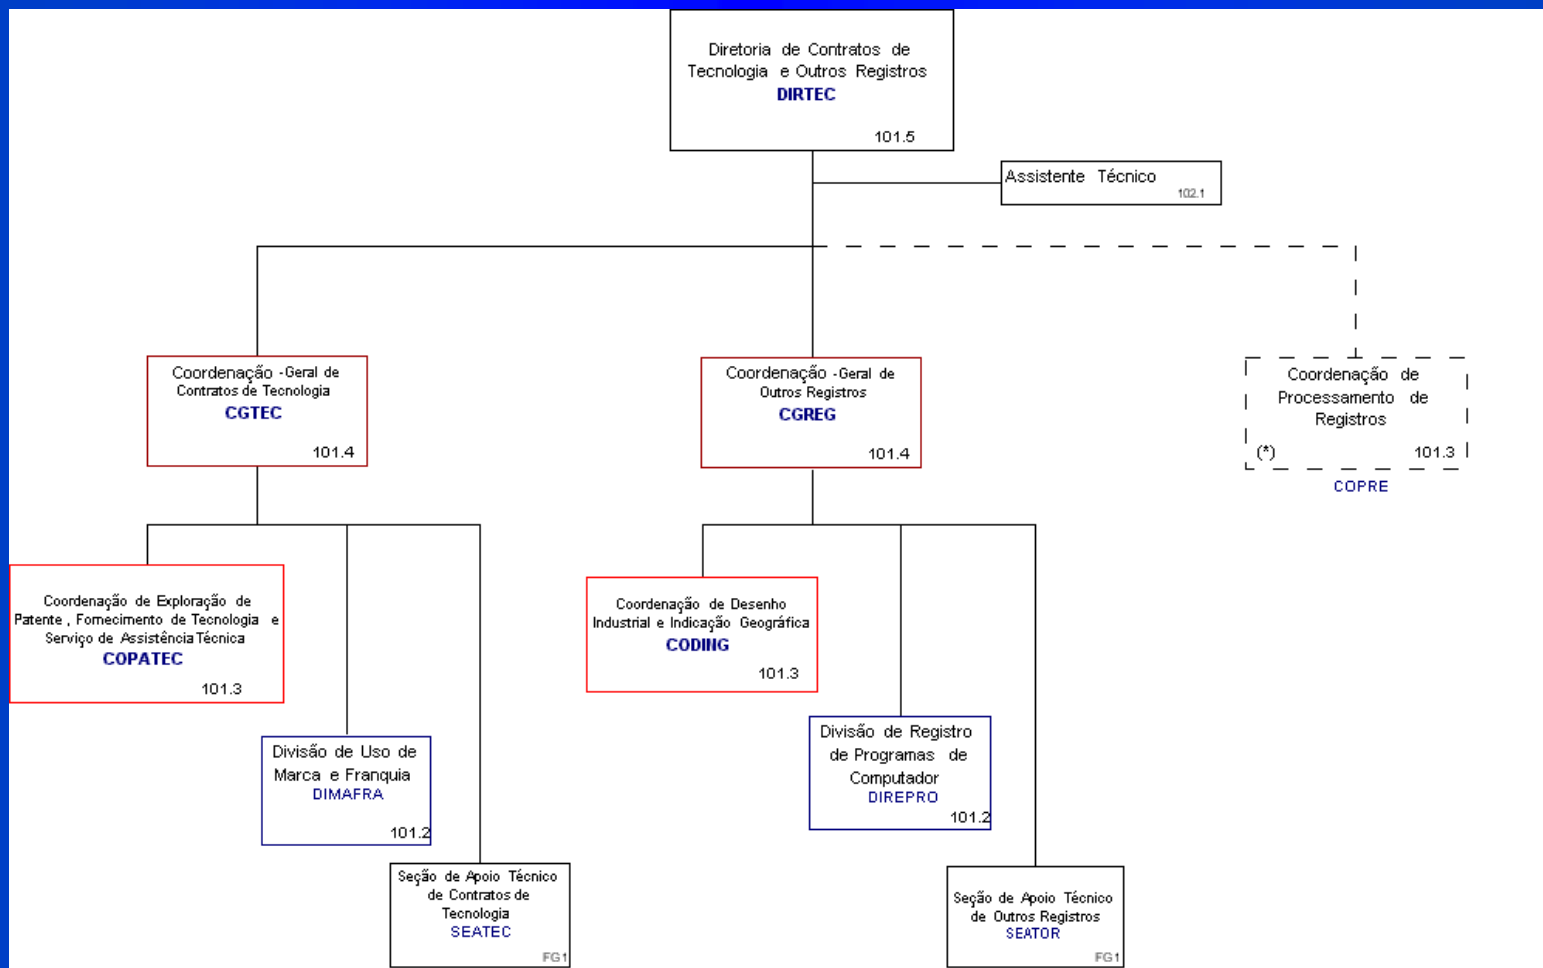 Diretoria de Contratos de
Tecnologia e Outros Registros
DIRTEC
101.5
Assistente Técnico
102.1
Coordenação -Geral de
Contratos de Tecnologia
CGTEC
101.4
Coordenação -Geral de
Outros Registros
CGREG
101.4
Coordenação de
Processamento de
Registros
(*) 101.3
COPRE
Coordenação de Exploração de
Patente , Fornecimento de Tecnologia e
Serviço de Assistência Técnica
COPATEC
101.3
Coordenação de Desenho
Industrial e Indicação Geográfica
CODING
101.3
Divisão de Uso de
Marca e Franquia
DIMAFRA
101.2
Divisão de Registro
de Programas de
Computador
DIREPRO
101.2
Seção de Apoio Técnico
de Contratos de
Tecnologia
SEATEC
FG1
Seção de Apoio Técnico
de Outros Registros
SEATOR
FG1